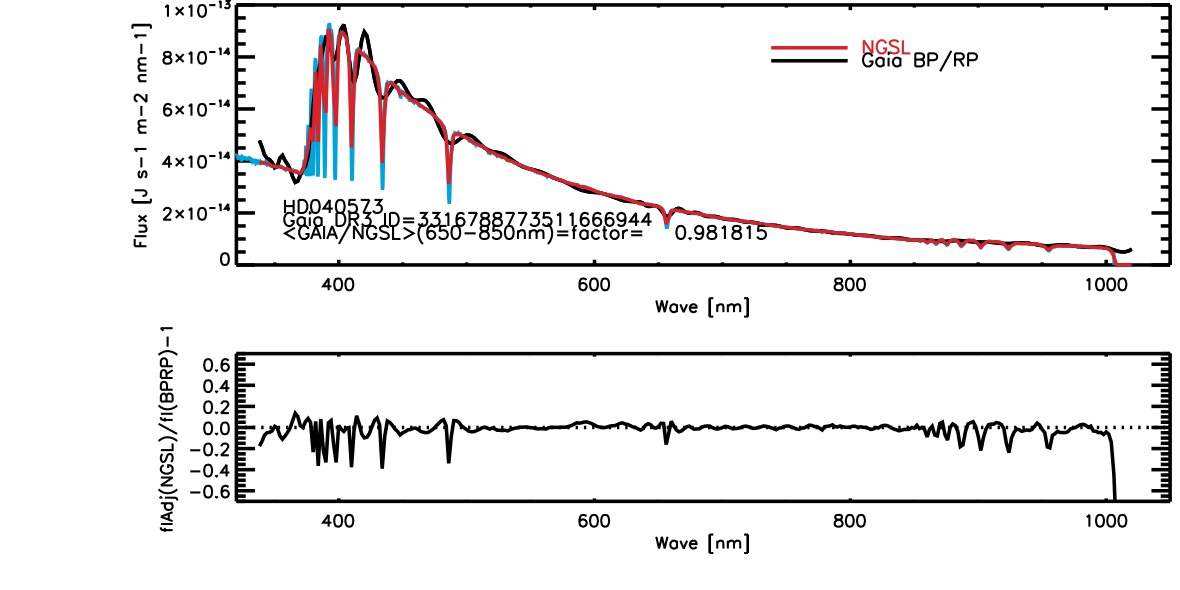 1×10⁻¹³
8×10⁻¹⁴
6×10⁻¹⁴
4×10⁻¹⁴
2×10⁻¹⁴
0
Flux [J s-1 m-2 nm-1]
NGSL
Gaia BP/RP
HD040573
Gaia DR3 ID=3316788773511666944
<GAIA/NGSL>(650-850nm)=factor= 0.981815
400 600 800 1000
Wave [nm]
flAdj(NGSL)/fl(BPRP)-1
0.6
0.4
0.2
0.0
-0.2
-0.4
-0.6
400 600 800 1000
Wave [nm]